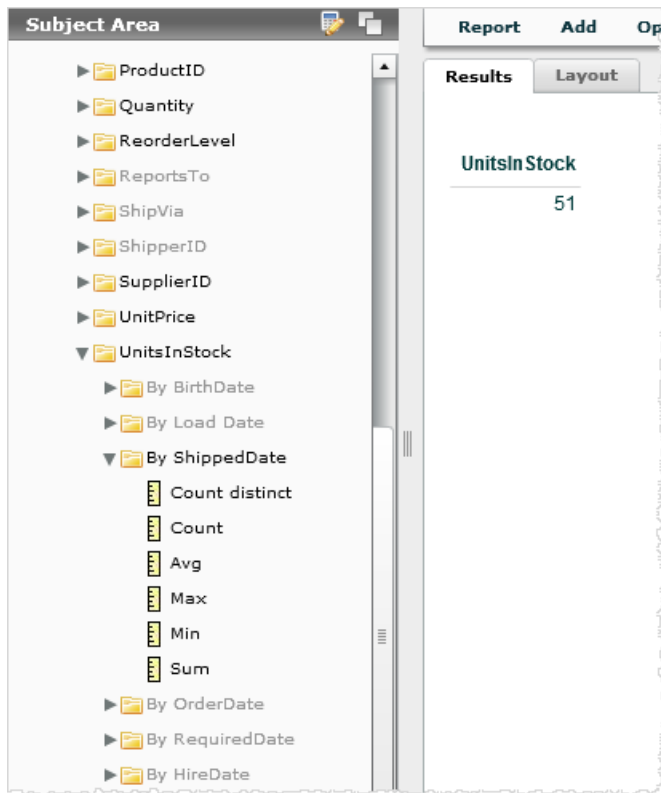 Subject Area
ProductID
Quantity
ReorderLevel
ReportsTo
ShipVia
ShipperID
SupplierID
UnitPrice
UnitsInStock
By BirthDate
By Load Date
By ShippedDate
Count distinct
Count
Avg
Max
Min
Sum
By OrderDate
By RequiredDate
By HireDate
Report Add Op
Results Layout
UnitsInStock
51